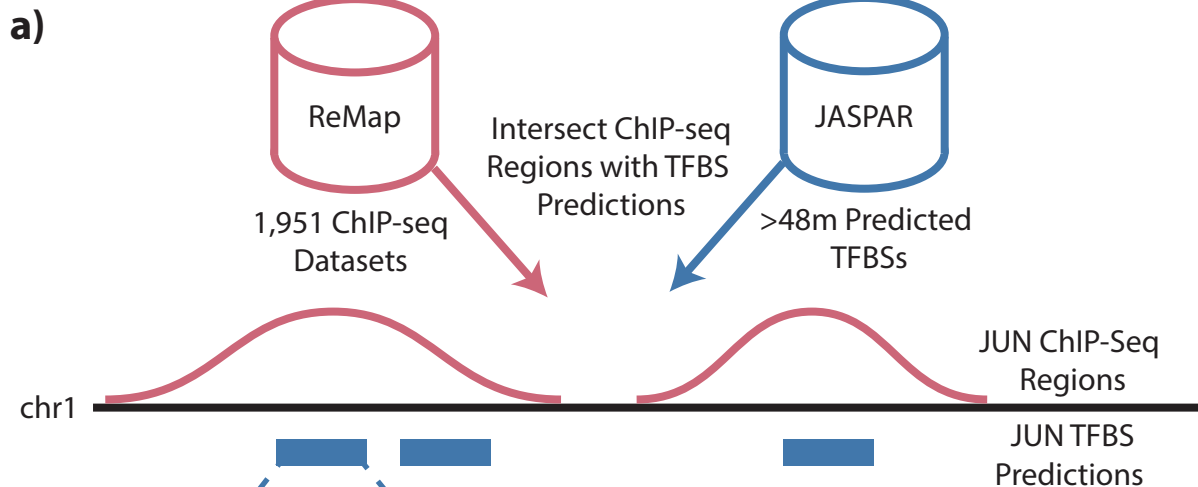 a)
ReMap
JASPAR
Intersect ChIP-seq
Regions with TFBS
Predictions
1,951 ChIP-seq
Datasets
>48m Predicted
TFBSs
JUN ChIP-Seq
Regions
chr1
JUN TFBS
Predictions